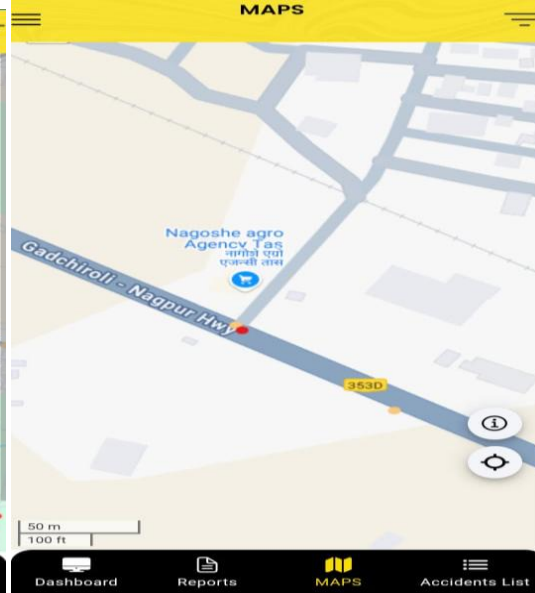 MAPS
Nagoshe agro
Agency Tas
नागोशे एग्रो
एजन्सी तास
Gadchiroli - Nagpur Hwy
353D
50 m
100 ft
Dashboard
Reports
MAPS
Accidents List